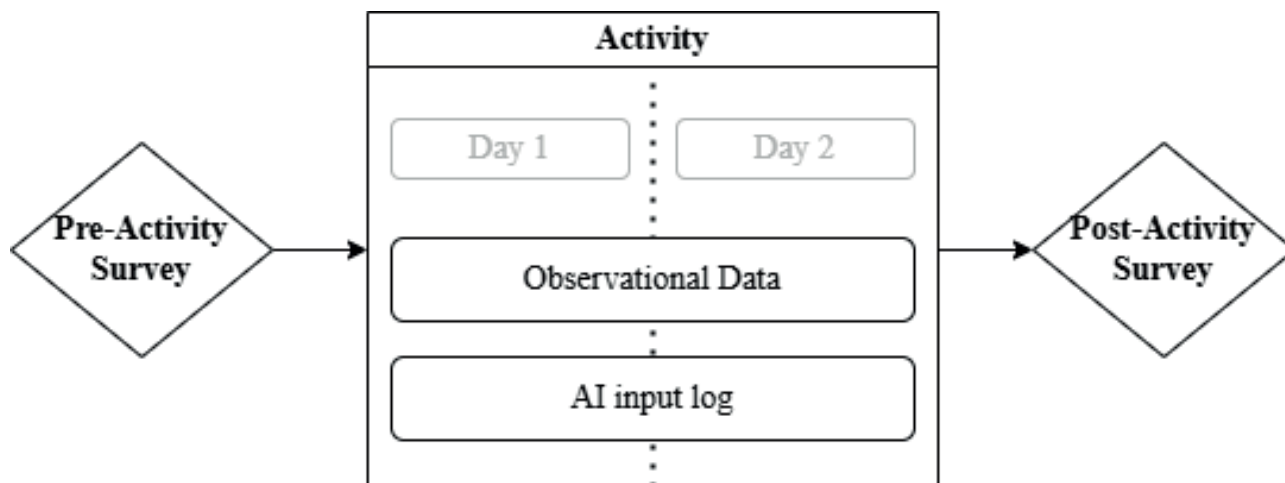 Activity
Day 1
Day 2
Pre-Activity
Survey
Observational Data
AI input log
Post-Activity
Survey